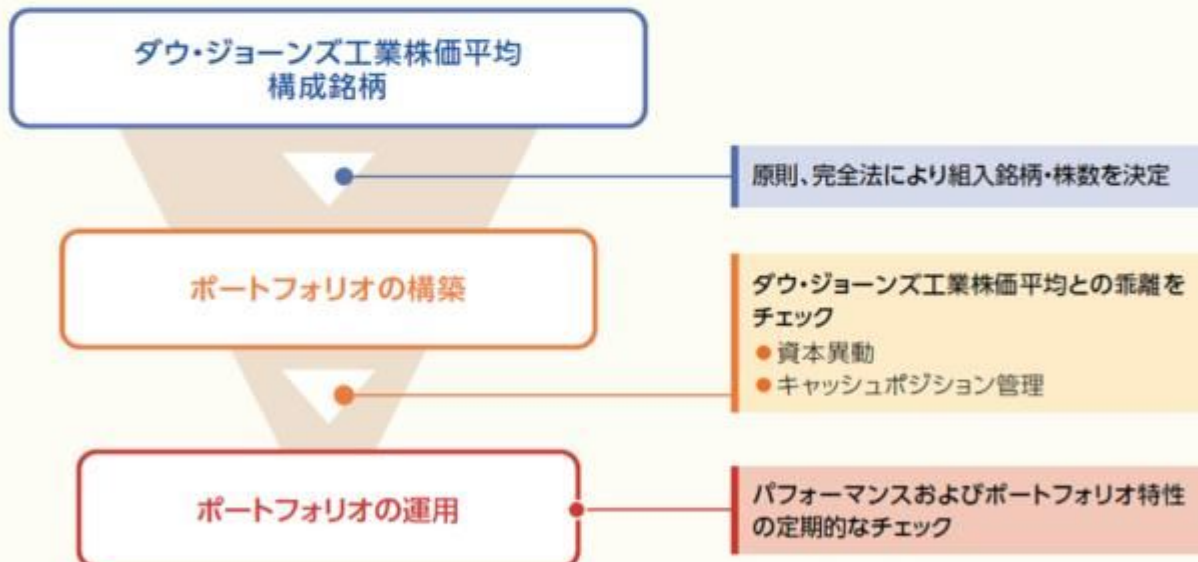 ダウ・ジョーンズ工業株価平均
構成銘柄
原則、完全法により組入銘柄・株数を決定
ポートフォリオの構築
ダウ・ジョーンズ工業株価平均との乖離を
チェック
●資本異動
●キャッシュポジション管理
ポートフォリオの運用
パフォーマンスおよびポートフォリオ特性
の定期的なチェック